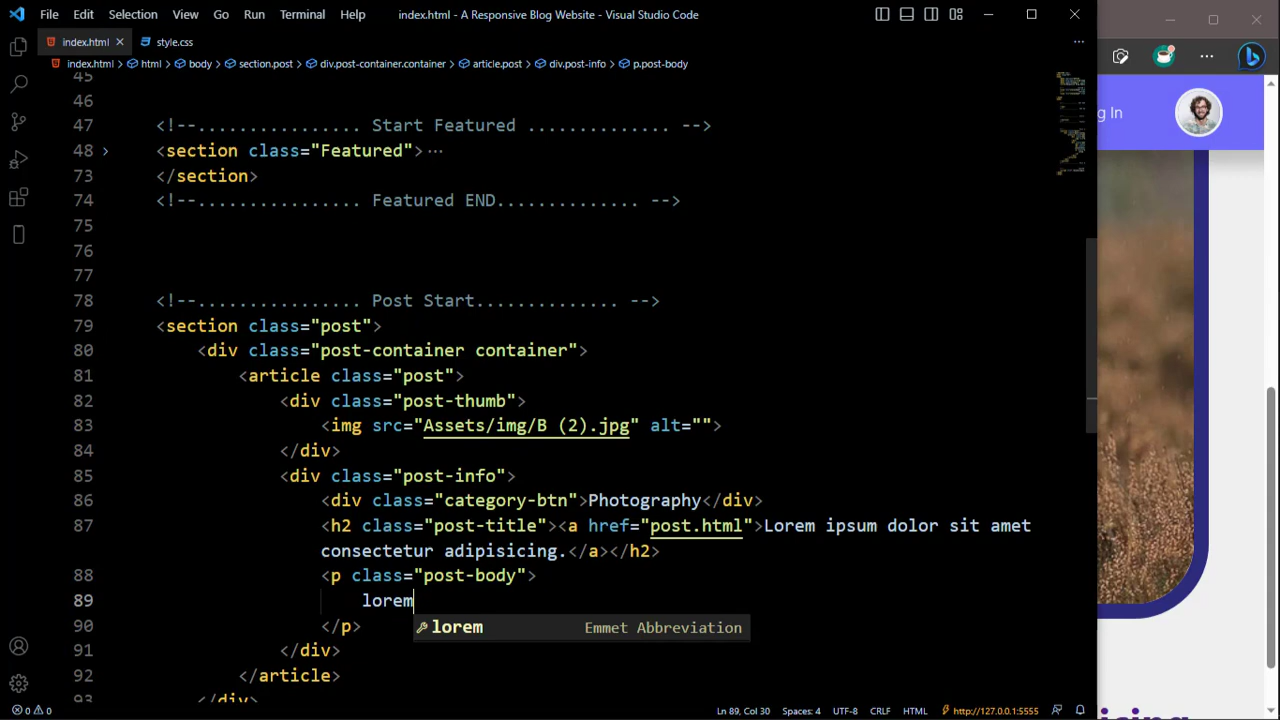 File Edit Selection View Go Run Terminal Help index.html - A Responsive Blog Website - Visual Studio Code
index.html style.css
index.html > html > body > section.post > div.post-container.container > article.post > div.post-info > p.post-body
45
46
47 <!--................ Start Featured .............. -->
48 <section class="Featured">
73 </section>
74 <!--................ Featured END.............. -->
75
76
77
78 <!--................ Post Start.............. -->
79 <section class="post">
80 <div class="post-container container">
81 <article class="post">
82 <div class="post-thumb">
83 <img src="Assets/img/B (2).jpg" alt="">
84 </div>
85 <div class="post-info">
86 <div class="category-btn">Photography</div>
87 <h2 class="post-title"><a href="post.html">Lorem ipsum dolor sit amet
consectetur adipisicing.</a></h2>
88 <p class="post-body">
89 lorem
lorem Emmet Abbreviation
90 </p>
91 </div>
92 </article>
93 </div>
0 0 Ln 89, Col 30 Spaces: 4 UTF-8 CRLF HTML http://127.0.0.1:5555
g In